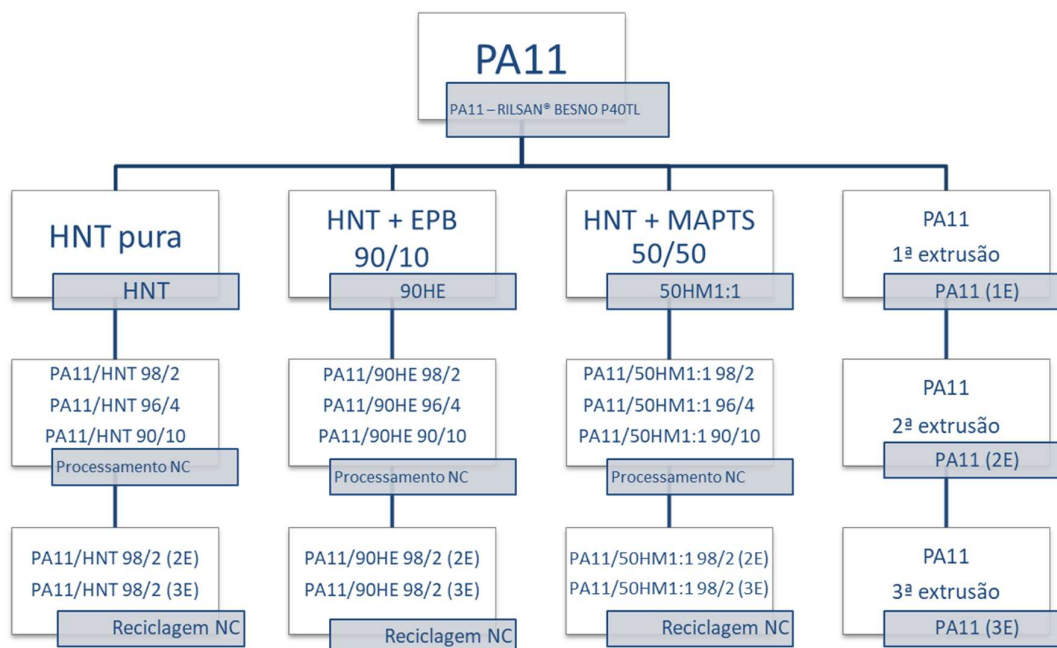 PA11
PA11 – RILSAN® BESNO P40TL
HNT pura
HNT
HNT + EPB
90/10
90HE
HNT + MAPTS
50/50
50HM1:1
PA11
1ª extrusão
PA11 (1E)
PA11/HNT 98/2
PA11/HNT 96/4
PA11/HNT 90/10
Processamento NC
PA11/90HE 98/2
PA11/90HE 96/4
PA11/90HE 90/10
Processamento NC
PA11/50HM1:1 98/2
PA11/50HM1:1 96/4
PA11/50HM1:1 90/10
Processamento NC
PA11
2ª extrusão
PA11 (2E)
PA11/HNT 98/2 (2E)
PA11/HNT 98/2 (3E)
Reciclagem NC
PA11/90HE 98/2 (2E)
PA11/90HE 98/2 (3E)
Reciclagem NC
PA11/50HM1:1 98/2 (2E)
PA11/50HM1:1 98/2 (3E)
Reciclagem NC
PA11
3ª extrusão
PA11 (3E)